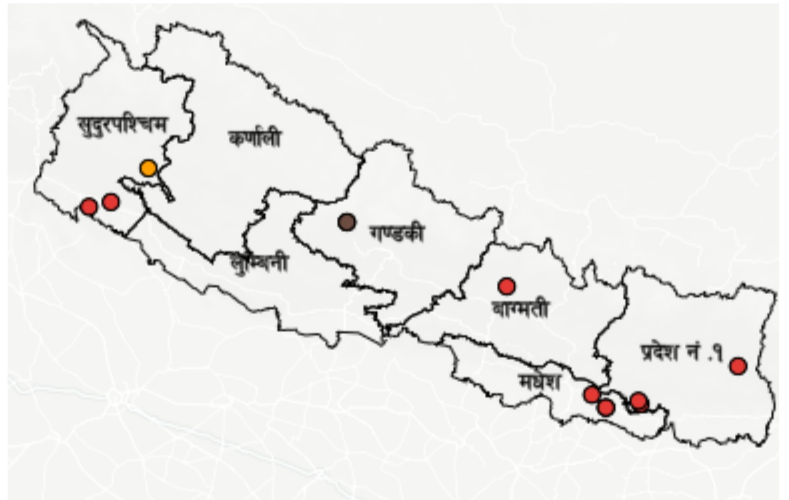 सुदुरपश्चिम
कर्णाली
गण्डकी
लुम्बिनी
बाग्मती
प्रदेश नं .१
मधेश